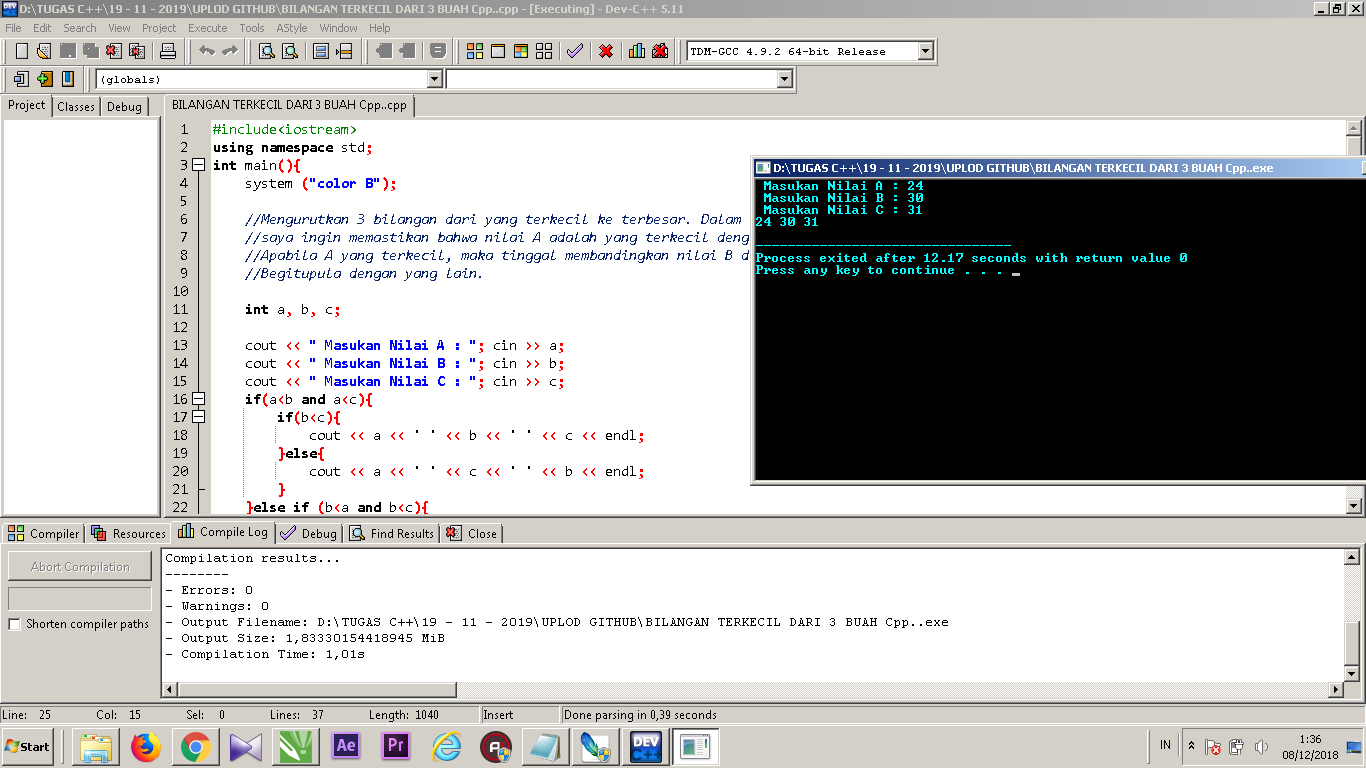 D:\TUGAS C++\19 - 11 - 2019\UPLOD GITHUB\BILANGAN TERKECIL DARI 3 BUAH Cpp..cpp - [Executing] - Dev-C++ 5.11
File Edit Search View Project Execute Tools AStyle Window Help
TDM-GCC 4.9.2 64-bit Release
(globals)
Project Classes Debug
BILANGAN TERKECIL DARI 3 BUAH Cpp..cpp
1 #include<iostream>
2 using namespace std;
3 int main(){
4 system ("color B");
5
6 //Mengurutkan 3 bilangan dari yang terkecil ke terbesar. Dalam
7 //saya ingin memastikan bahwa nilai A adalah yang terkecil deng
8 //Apabila A yang terkecil, maka tinggal membandingkan nilai B d
9 //Begitupula dengan yang lain.
10
11 int a, b, c;
12
13 cout << " Masukan Nilai A : "; cin >> a;
14 cout << " Masukan Nilai B : "; cin >> b;
15 cout << " Masukan Nilai C : "; cin >> c;
16 if(a<b and a<c){
17 if(b<c){
18 cout << a << ' ' << b << ' ' << c << endl;
19 }else{
20 cout << a << ' ' << c << ' ' << b << endl;
21 }
22 }else if (b<a and b<c){
D:\TUGAS C++\19 - 11 - 2019\UPLOD GITHUB\BILANGAN TERKECIL DARI 3 BUAH Cpp..exe
Masukan Nilai A : 24
Masukan Nilai B : 30
Masukan Nilai C : 31
24 30 31
--------------------------------
Process exited after 12.17 seconds with return value 0
Press any key to continue . . . _
Compiler Resources Compile Log Debug Find Results Close
Abort Compilation
Shorten compiler paths
Compilation results...
--------
- Errors: 0
- Warnings: 0
- Output Filename: D:\TUGAS C++\19 - 11 - 2019\UPLOD GITHUB\BILANGAN TERKECIL DARI 3 BUAH Cpp..exe
- Output Size: 1,83330154418945 MiB
- Compilation Time: 1,01s
Line: 25 Col: 15 Sel: 0 Lines: 37 Length: 1040 Insert Done parsing in 0,39 seconds
Start
Ae
Pr
DEV
C++
IN
1:36
08/12/2018